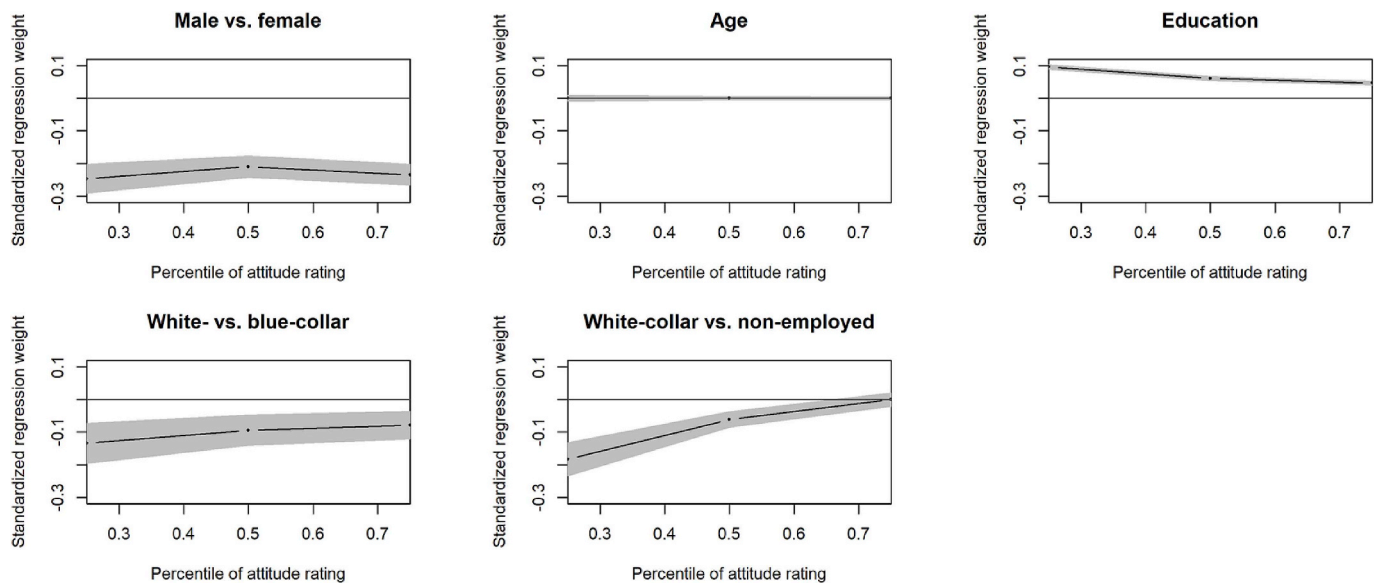 Male vs. female
Standardized regression weight
0.1
-0.1
-0.3
0.3 0.4 0.5 0.6 0.7
Percentile of attitude rating
Age
Standardized regression weight
0.1
-0.1
-0.3
0.3 0.4 0.5 0.6 0.7
Percentile of attitude rating
Education
Standardized regression weight
0.1
-0.1
-0.3
0.3 0.4 0.5 0.6 0.7
Percentile of attitude rating
White- vs. blue-collar
Standardized regression weight
0.1
-0.1
-0.3
0.3 0.4 0.5 0.6 0.7
Percentile of attitude rating
White-collar vs. non-employed
Standardized regression weight
0.1
-0.1
-0.3
0.3 0.4 0.5 0.6 0.7
Percentile of attitude rating